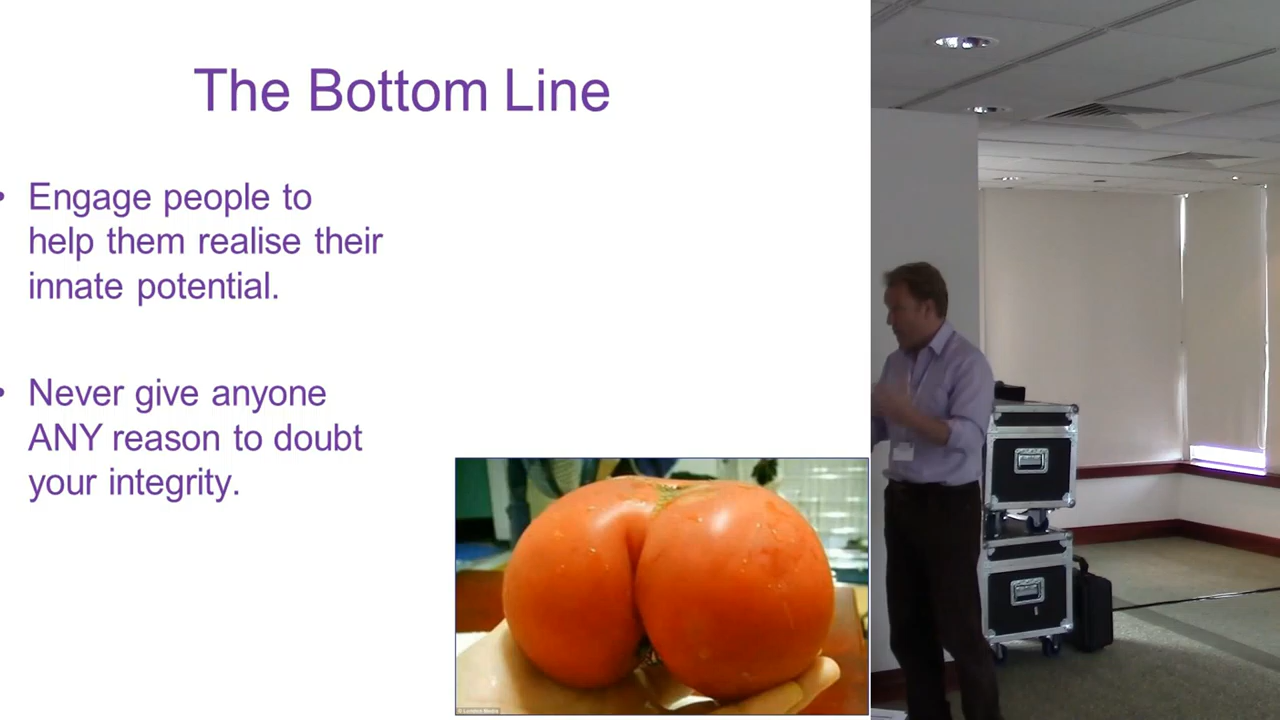 The Bottom Line
• Engage people to
help them realise their
innate potential.
• Never give anyone
ANY reason to doubt
your integrity.